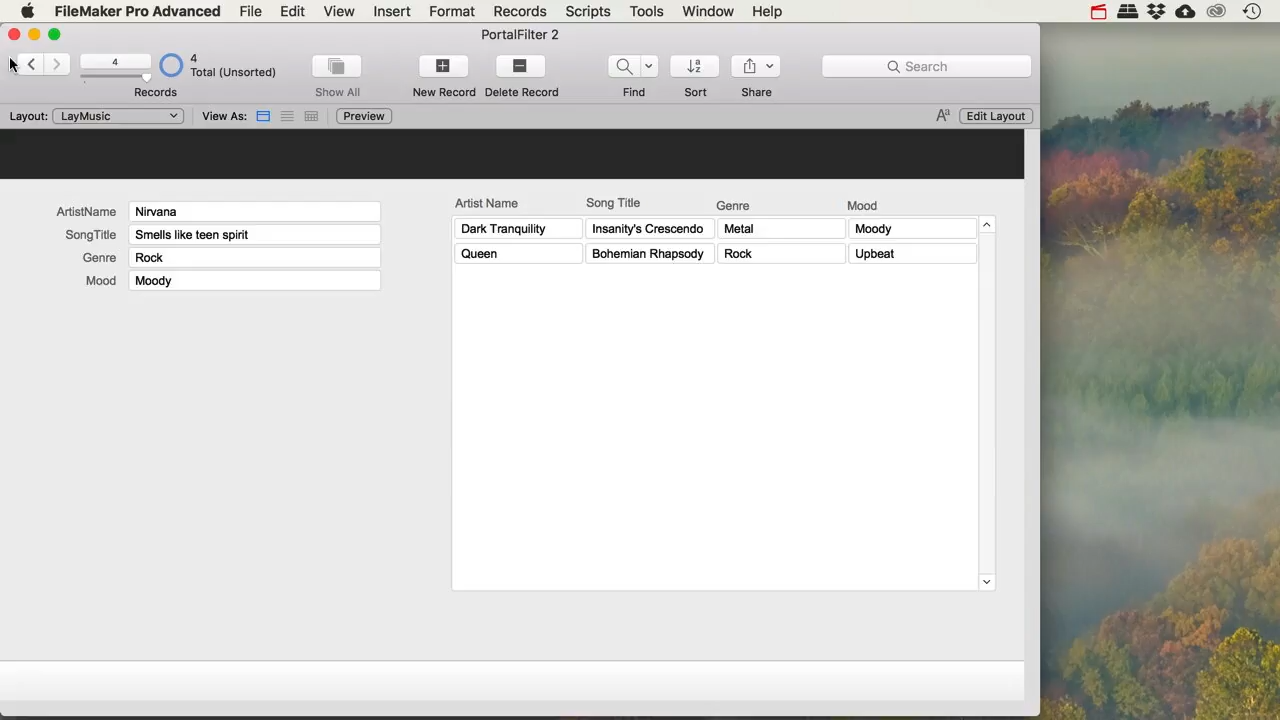 FileMaker Pro Advanced File Edit View Insert Format Records Scripts Tools Window Help
PortalFilter 2
4
4
Total (Unsorted)
Search
Records Show All New Record Delete Record Find Sort Share
Layout: LayMusic View As: Preview Aª Edit Layout
ArtistName Nirvana
SongTitle Smells like teen spirit
Genre Rock
Mood Moody
Artist Name Song Title Genre Mood
Dark Tranquility Insanity's Crescendo Metal Moody
Queen Bohemian Rhapsody Rock Upbeat